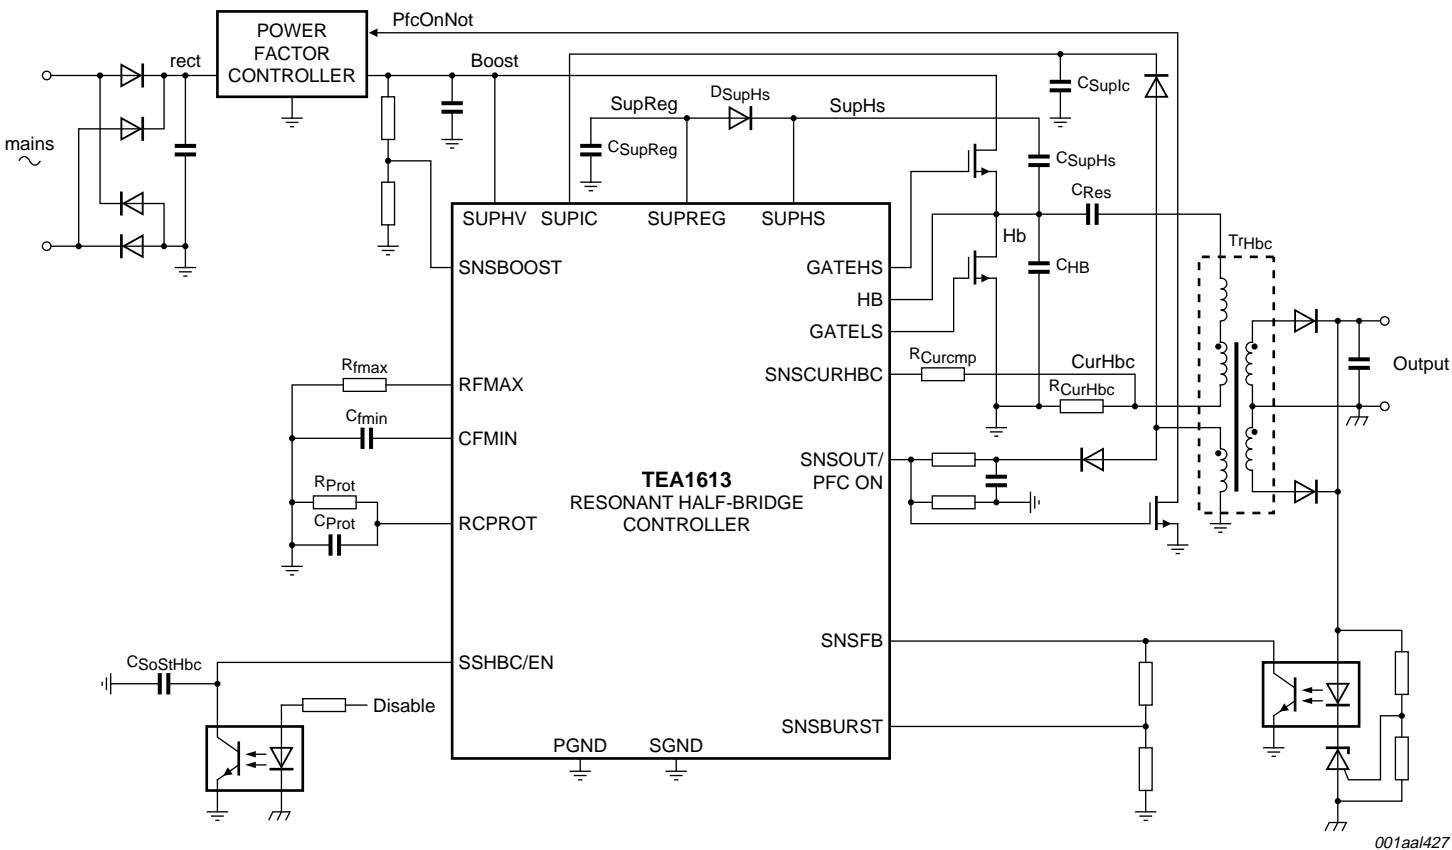 PfcOnNot
POWER
FACTOR
CONTROLLER
rect
Boost
mains
SupReg
DSupHs
SupHs
CSupIc
CSupReg
CSupHs
CRes
SUPHV
SUPIC
SUPREG
SUPHS
Hb
TrHbc
SNSBOOST
GATEHS
CHB
HB
GATELS
Rfmax
RFMAX
SNSCURHBC
RCurcmp
CurHbc
RCurHbc
Output
Cfmin
CFMIN
SNSOUT/
PFC ON
TEA1613
RESONANT HALF-BRIDGE
CONTROLLER
RProt
CProt
RCPROT
SNSFB
CSoStHbc
SSHBC/EN
Disable
SNSBURST
PGND
SGND
001aal427